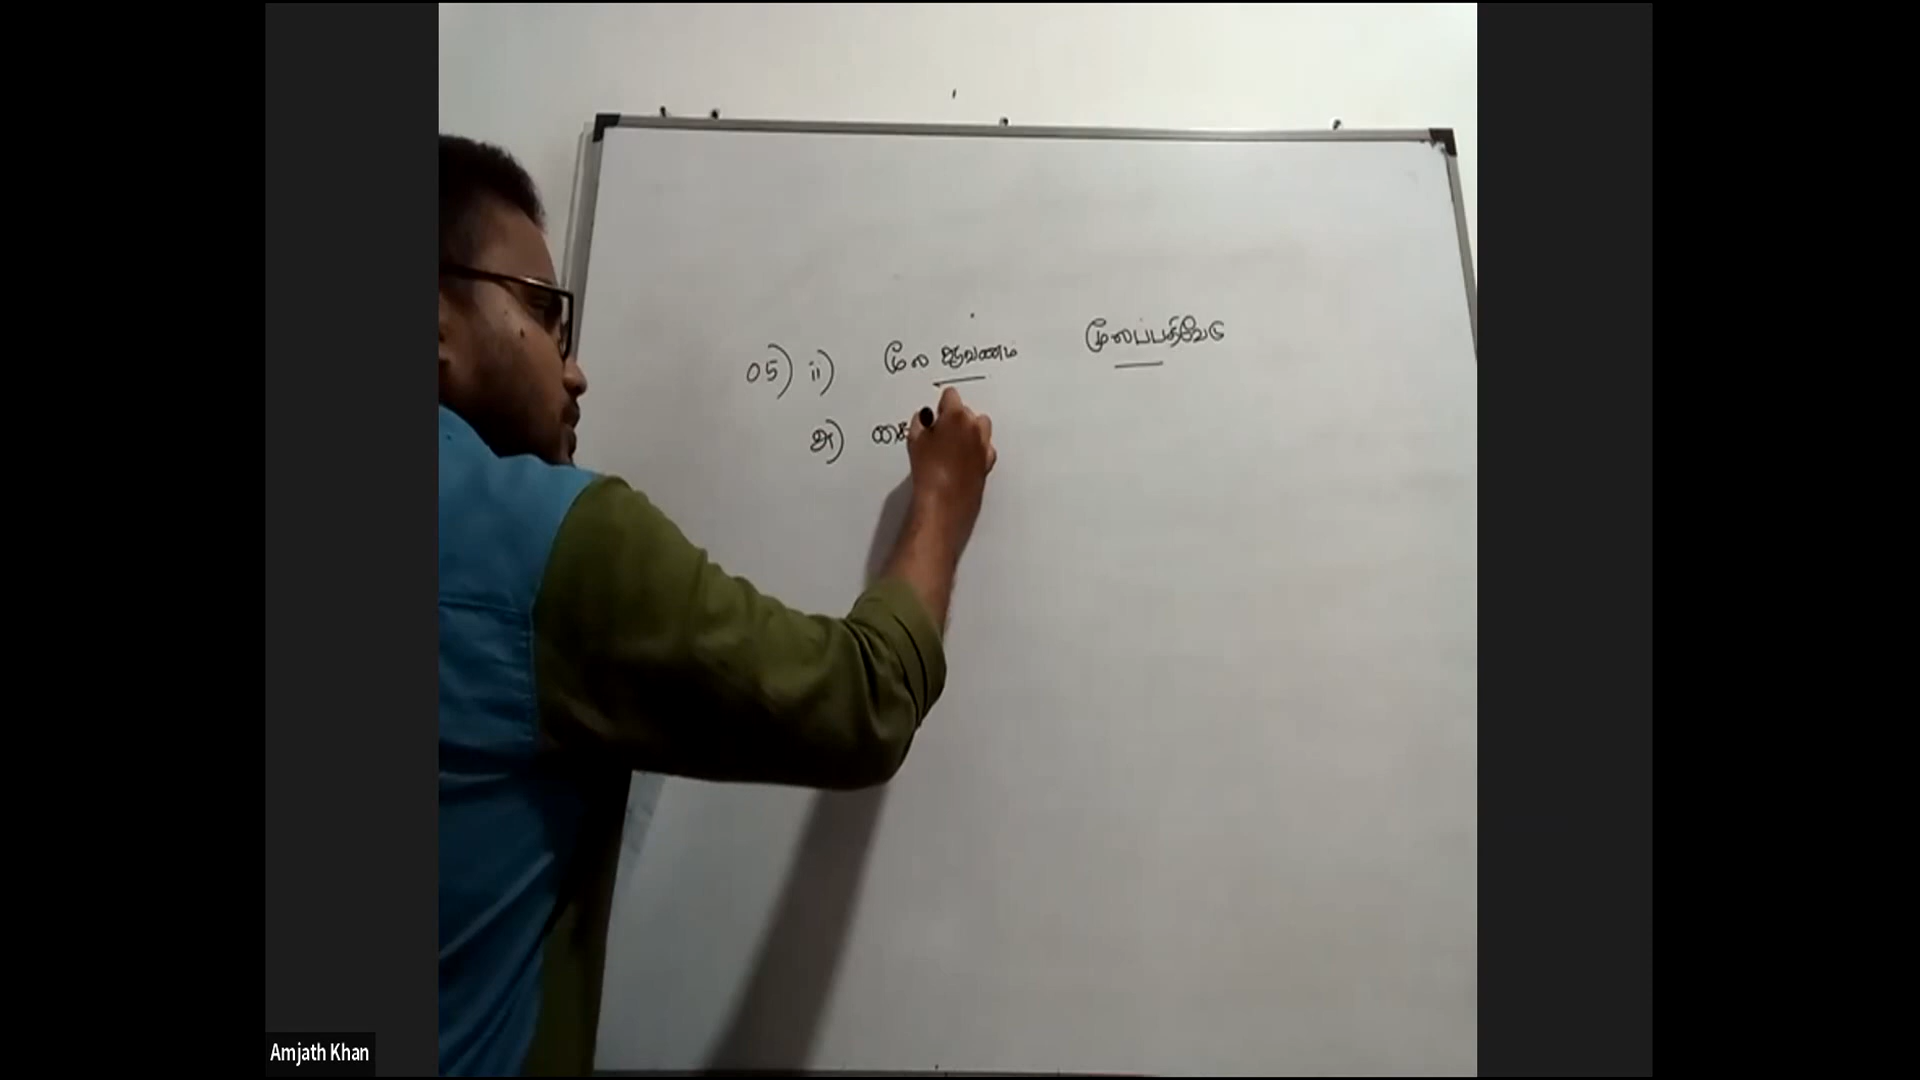 05) ii) மூல ஆவணம் மூலப்பதிவேடு
அ)
Amjath Khan